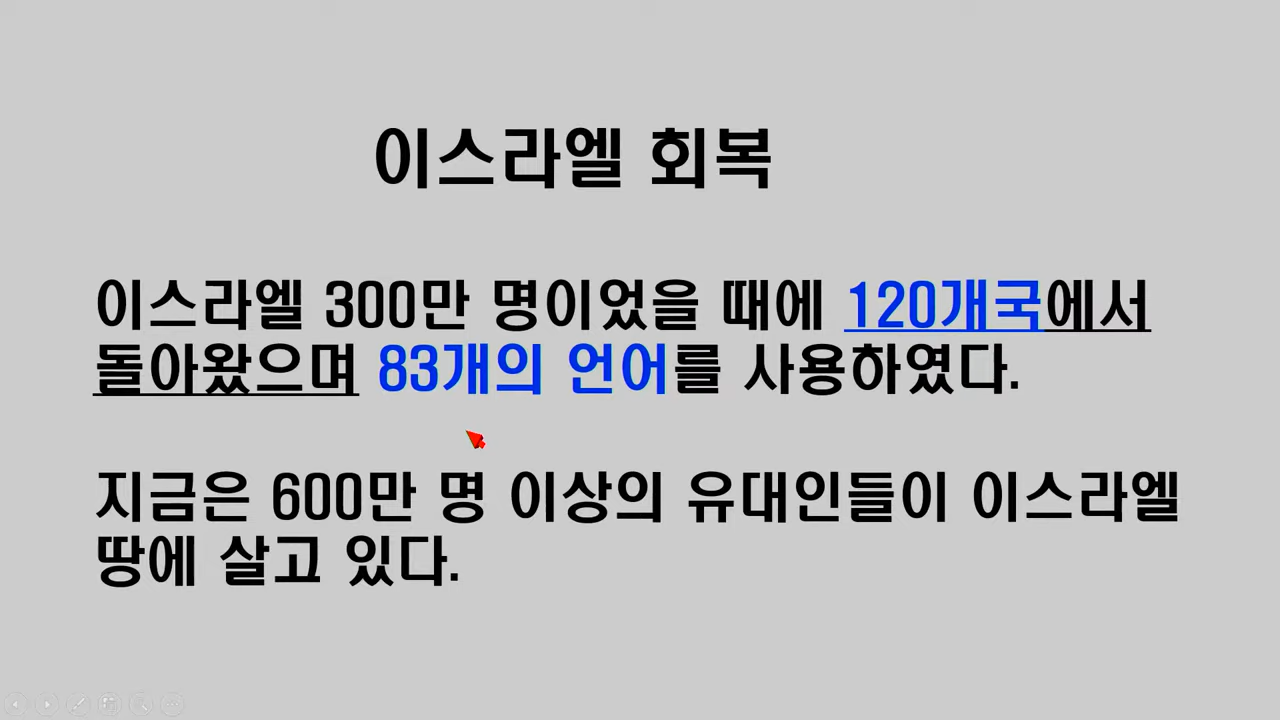 이스라엘 회복
이스라엘 300만 명이었을 때에 120개국에서
돌아왔으며 83개의 언어를 사용하였다.
지금은 600만 명 이상의 유대인들이 이스라엘
땅에 살고 있다.